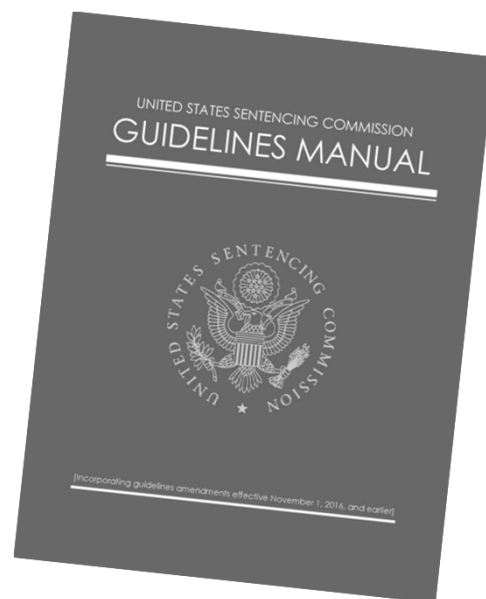 UNITED STATES SENTENCING COMMISSION
GUIDELINES MANUAL
UNITED STATES SENTENCING COMMISSION
[Incorporating guidelines amendments effective November 1, 2016, and earlier]